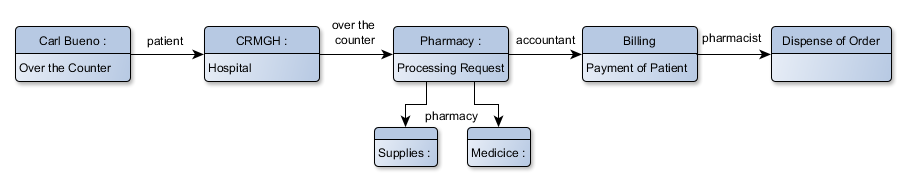 Carl Bueno :
Over the Counter
patient
CRMGH :
Hospital
over the
counter
Pharmacy :
Processing Request
accountant
Billing
Payment of Patient
pharmacist
Dispense of Order
pharmacy
Supplies :
Medicice :